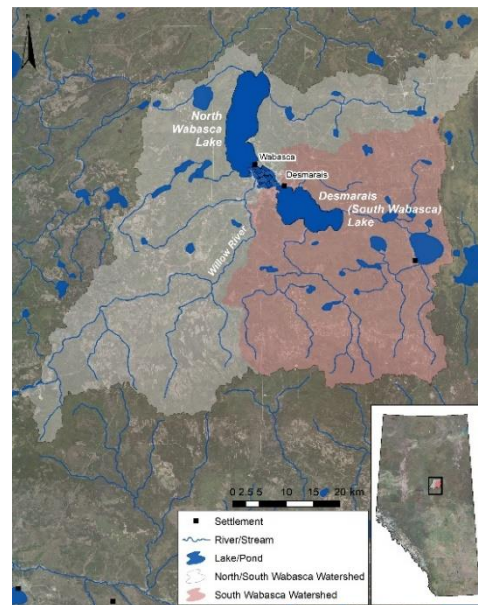 North
Wabasca
Lake
Wabasca
Desmarais
Desmarais
(South Wabasca)
Lake
Willow River
0 2.5 5 10 15 20 km
Settlement
River/Stream
Lake/Pond
North/South Wabasca Watershed
South Wabasca Watershed